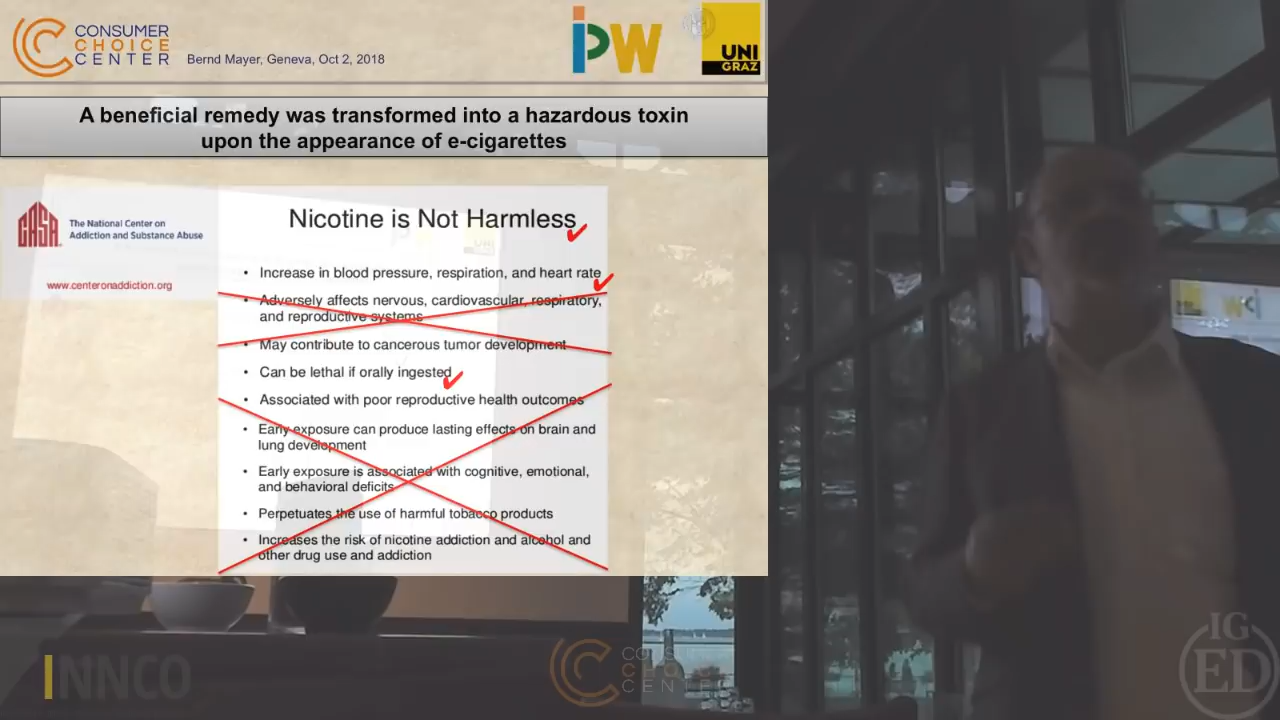 CONSUMER
CHOICE
CENTER
Bernd Mayer, Geneva, Oct 2, 2018
iPW
UNI
GRAZ
A beneficial remedy was transformed into a hazardous toxin
upon the appearance of e-cigarettes
CASA
The National Center on
Addiction and Substance Abuse
www.centeronaddiction.org
Nicotine is Not Harmless
• Increase in blood pressure, respiration, and heart rate
• Adversely affects nervous, cardiovascular, respiratory,
and reproductive systems
• May contribute to cancerous tumor development
• Can be lethal if orally ingested
• Associated with poor reproductive health outcomes
• Early exposure can produce lasting effects on brain and
lung development
• Early exposure is associated with cognitive, emotional,
and behavioral deficits
• Perpetuates the use of harmful tobacco products
• Increases the risk of nicotine addiction and alcohol and
other drug use and addiction
INNCO
CONSUMER
CHOICE
CENTER
IG
ED
UNI